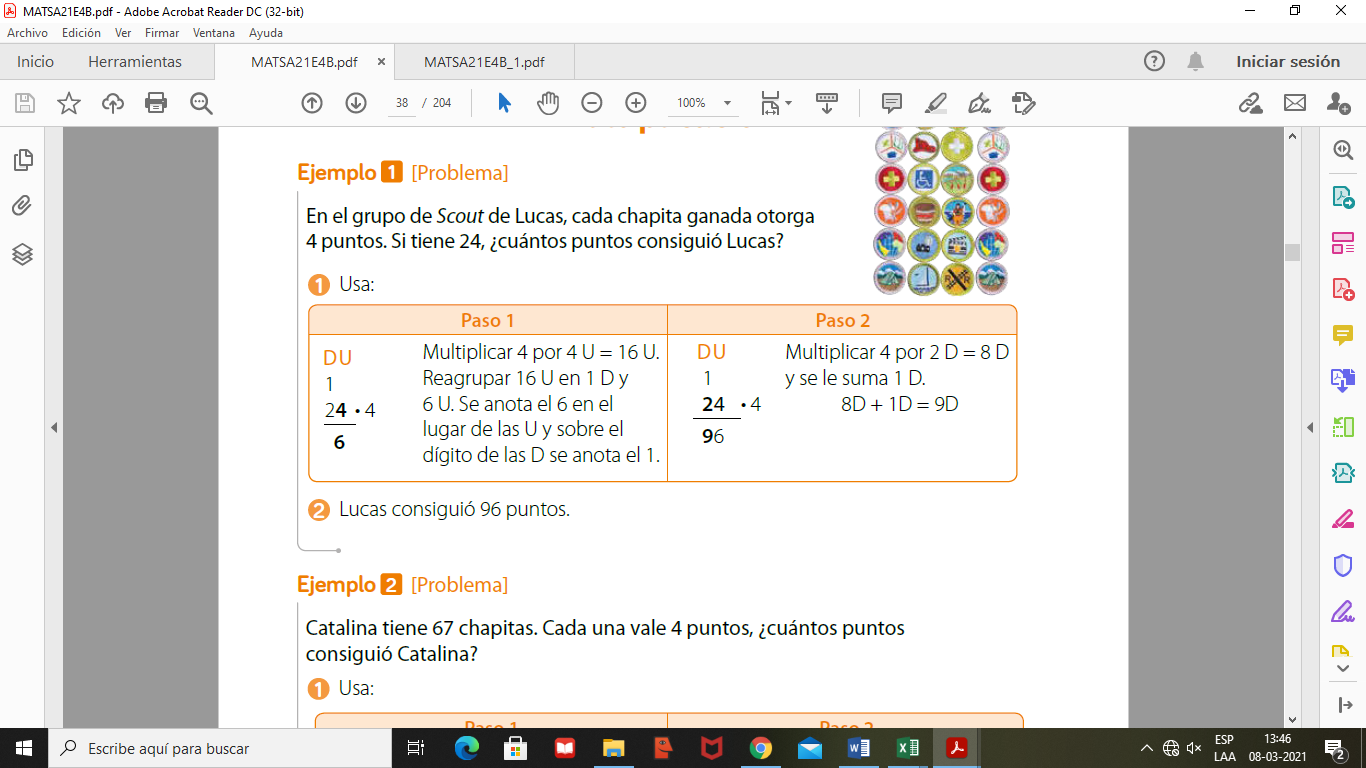 MATSA21E4B.pdf - Adobe Acrobat Reader DC (32-bit)
Archivo Edición Ver Firmar Ventana Ayuda
Inicio Herramientas MATSA21E4B.pdf × MATSA21E4B_1.pdf Iniciar sesión
38 / 204 100%
Ejemplo 1 [Problema]
En el grupo de Scout de Lucas, cada chapita ganada otorga
4 puntos. Si tiene 24, ¿cuántos puntos consiguió Lucas?
1 Usa:
Paso 1
DU
1
24 • 4
6
Multiplicar 4 por 4 U = 16 U.
Reagrupar 16 U en 1 D y
6 U. Se anota el 6 en el
lugar de las U y sobre el
dígito de las D se anota el 1.
Paso 2
DU
1
24 • 4
96
Multiplicar 4 por 2 D = 8 D
y se le suma 1 D.
8D + 1D = 9D
2 Lucas consiguió 96 puntos.
Ejemplo 2 [Problema]
Catalina tiene 67 chapitas. Cada una vale 4 puntos, ¿cuántos puntos
consiguió Catalina?
1 Usa:
Paso 1 Paso 2
Escribe aquí para buscar
ESP
LAA
13:46
08-03-2021
2